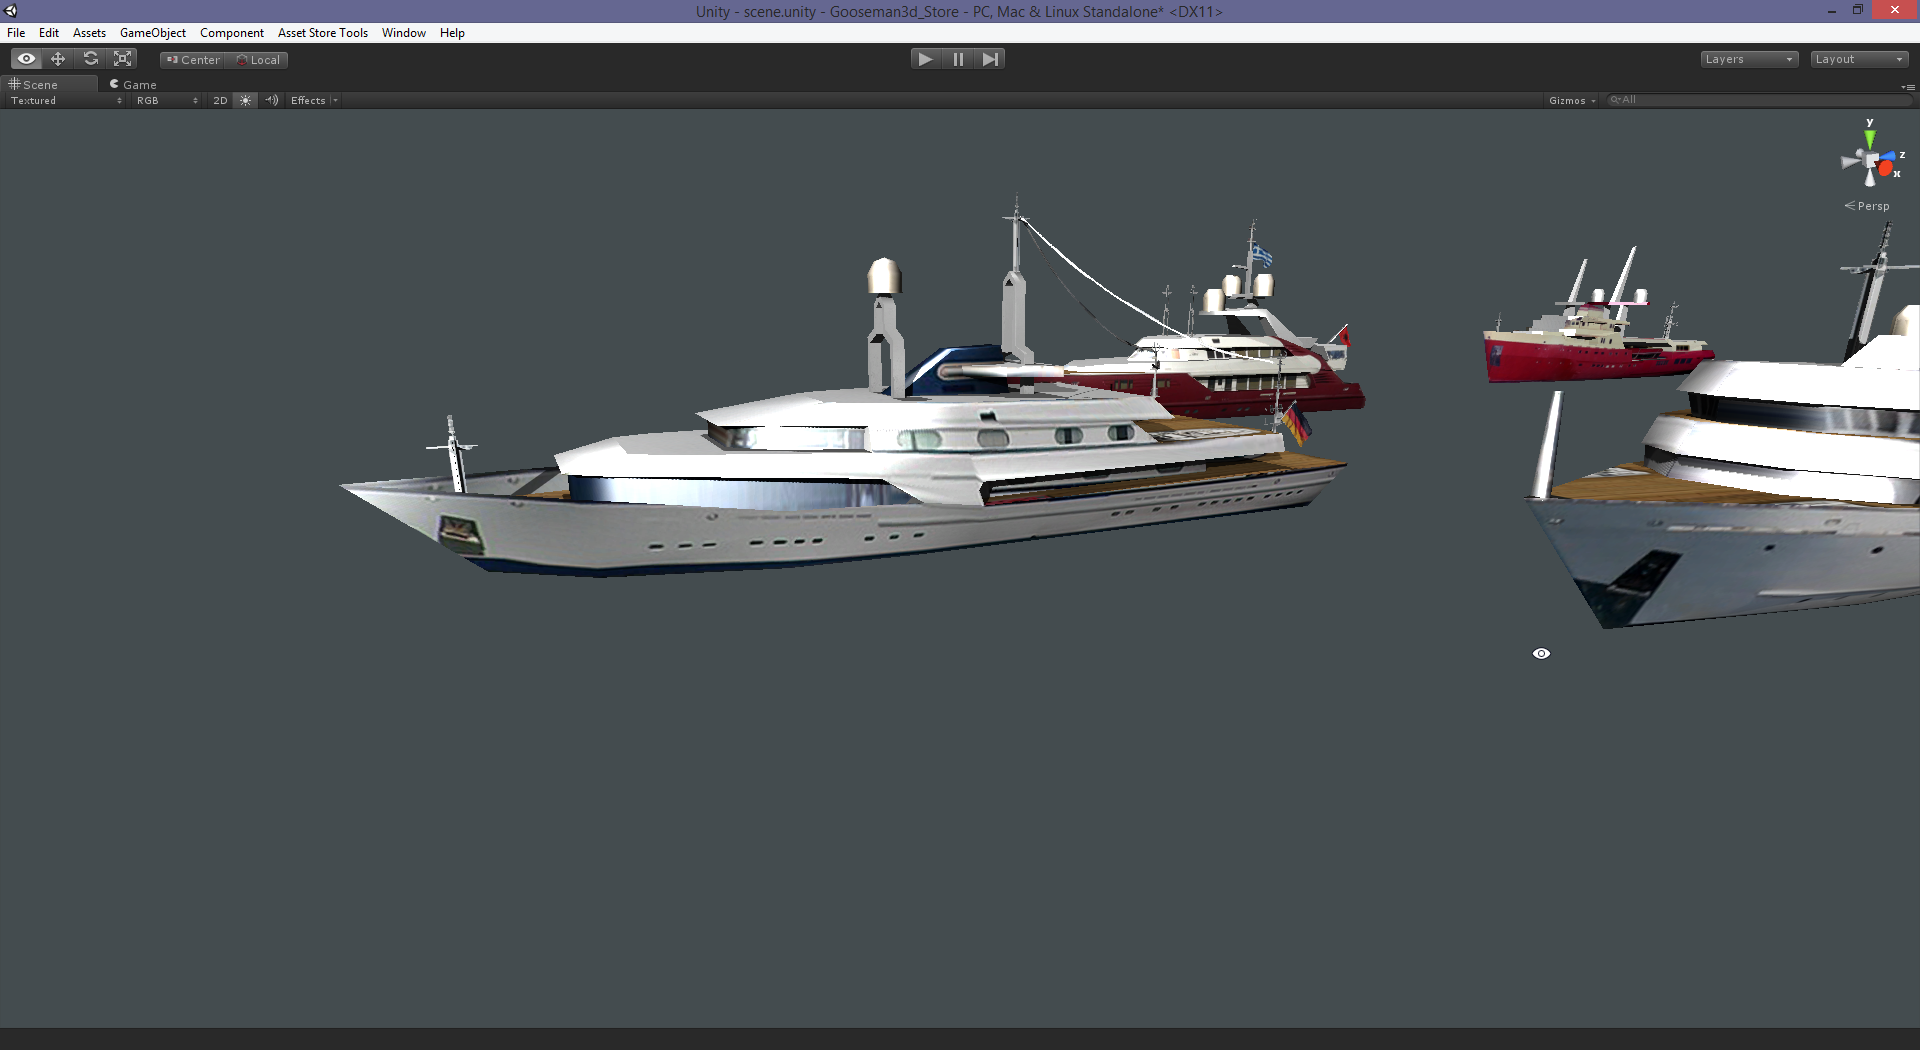 Unity - scene.unity - Gooseman3d_Store - PC, Mac & Linux Standalone* <DX11>
File Edit Assets GameObject Component Asset Store Tools Window Help
Center Local Layers Layout
Scene Game
Textured RGB 2D Effects Gizmos All
y
z
x
Persp